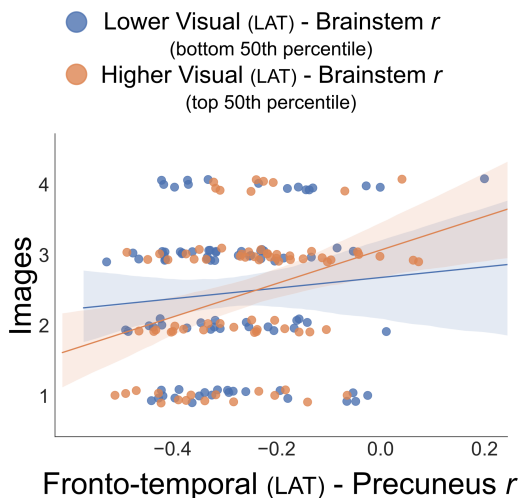 Lower Visual (LAT) - Brainstem r
(bottom 50th percentile)
Higher Visual (LAT) - Brainstem r
(top 50th percentile)
Images
4
3
2
1
−0.4 −0.2 0.0 0.2
Fronto-temporal (LAT) - Precuneus r